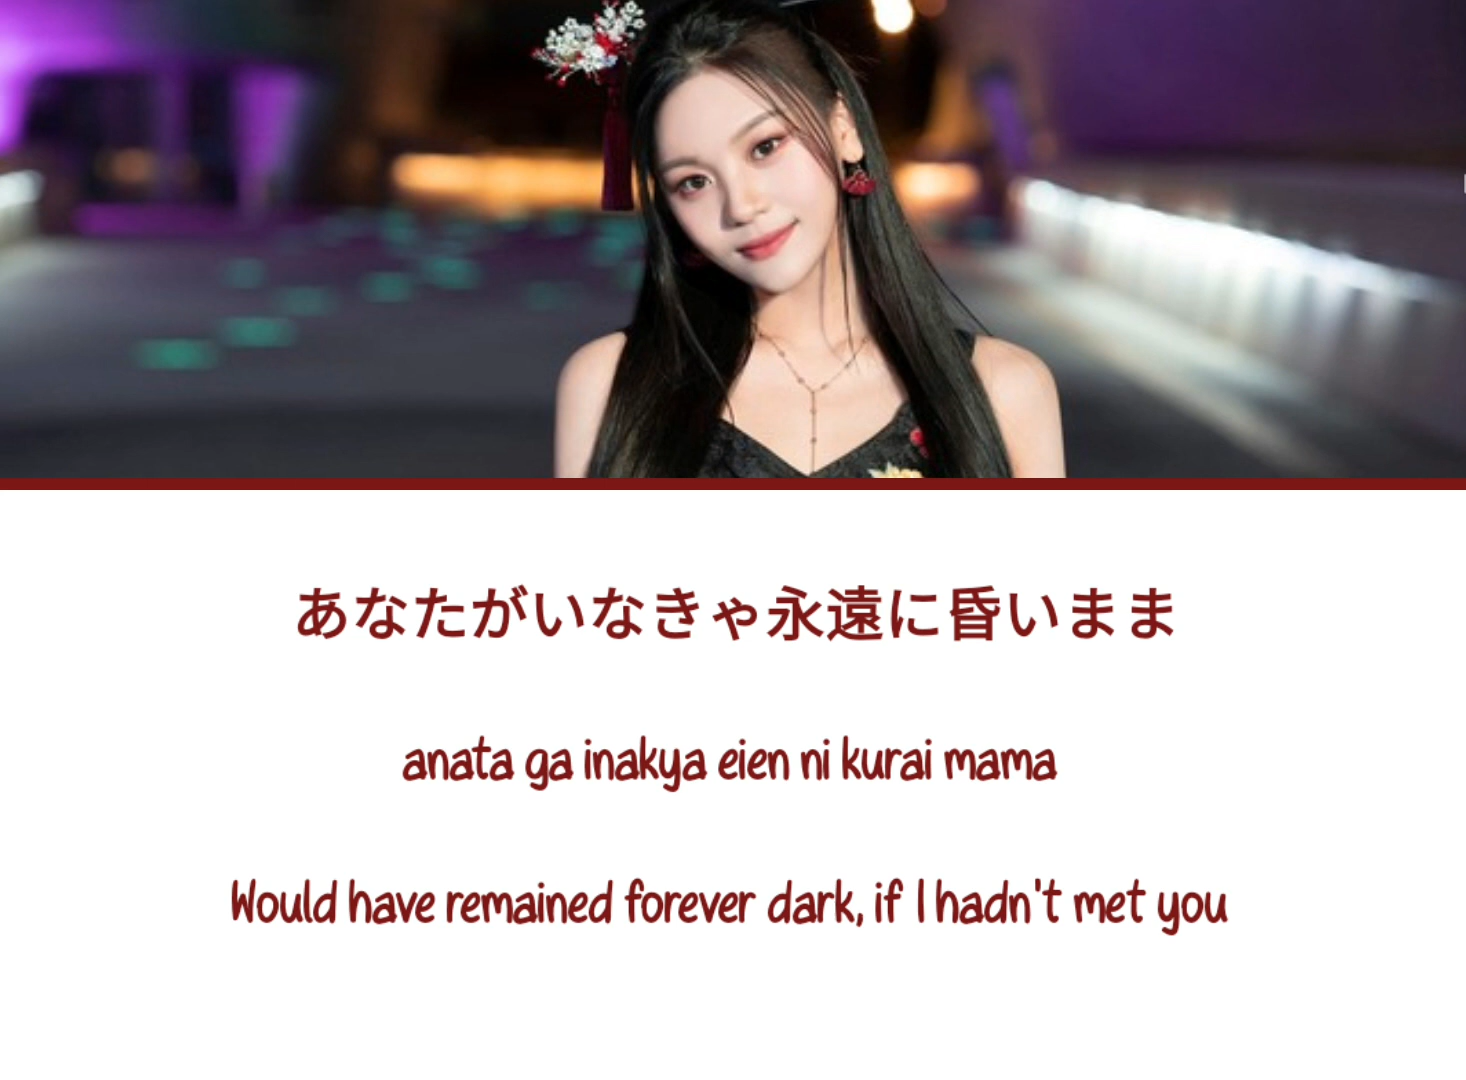 あなたがいなきゃ永遠に昏いまま
anata ga inakya eien ni kurai mama
Would have remained forever dark, if I hadn't met you